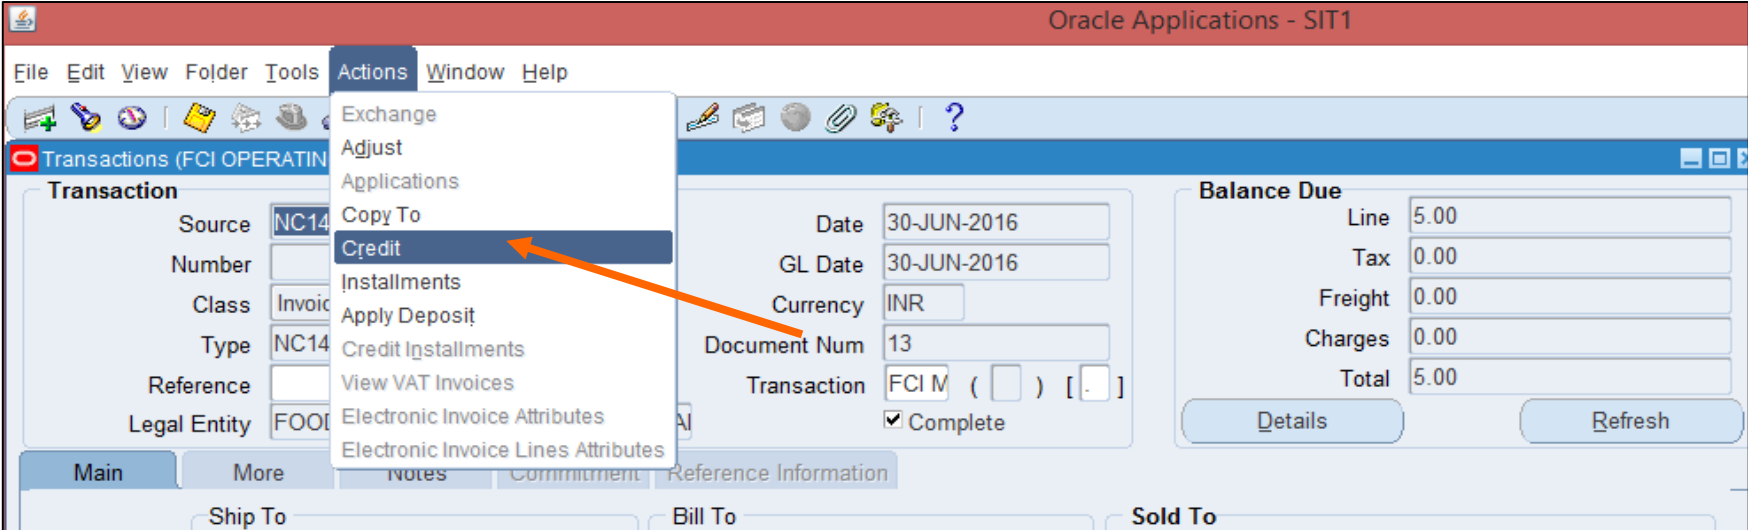 Oracle Applications - SIT1
File Edit View Folder Tools Actions Window Help
Exchange
Adjust
Applications
Copy To
Credit
Installments
Apply Deposit
Credit Installments
View VAT Invoices
Electronic Invoice Attributes
Electronic Invoice Lines Attributes
Transactions (FCI OPERATIN
Transaction
Source NC14
Number
Class Invoic
Type NC14
Reference
Legal Entity FOOD
Date 30-JUN-2016
GL Date 30-JUN-2016
Currency INR
Document Num 13
Transaction FCI M ( ) [ . ]
Complete
Balance Due
Line 5.00
Tax 0.00
Freight 0.00
Charges 0.00
Total 5.00
Details Refresh
Main More Notes Commitment Reference Information
Ship To Bill To Sold To